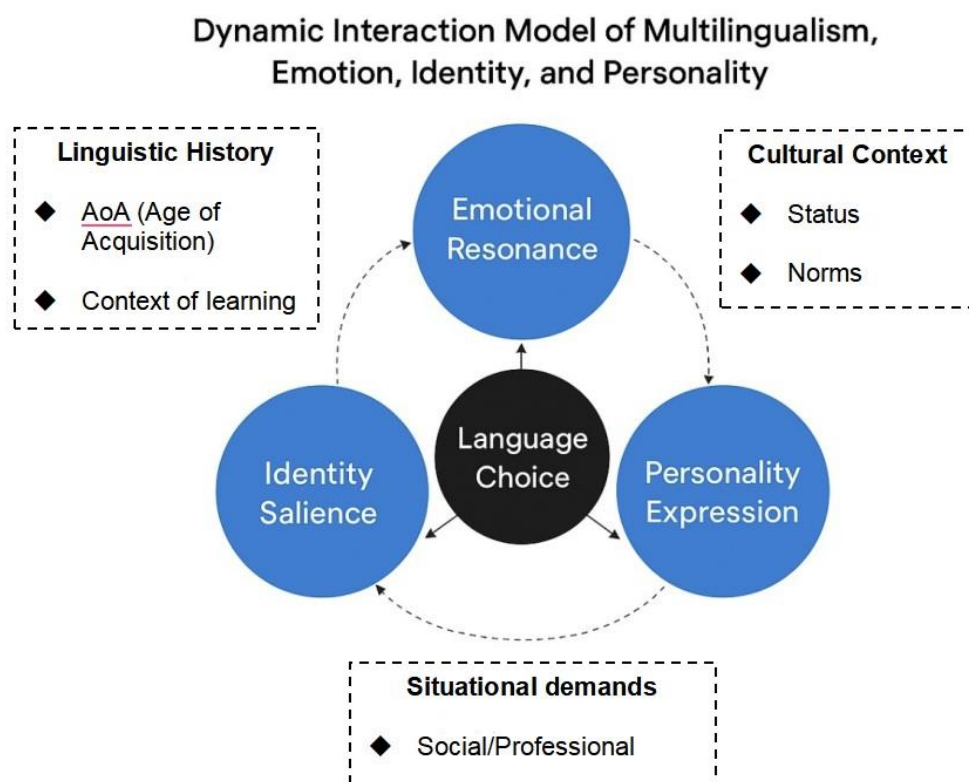 Dynamic Interaction Model of Multilingualism,
Emotion, Identity, and Personality
Linguistic History
◆ AoA (Age of
Acquisition)
◆ Context of learning
Cultural Context
◆ Status
◆ Norms
Emotional
Resonance
Language
Choice
Identity
Salience
Personality
Expression
Situational demands
◆ Social/Professional